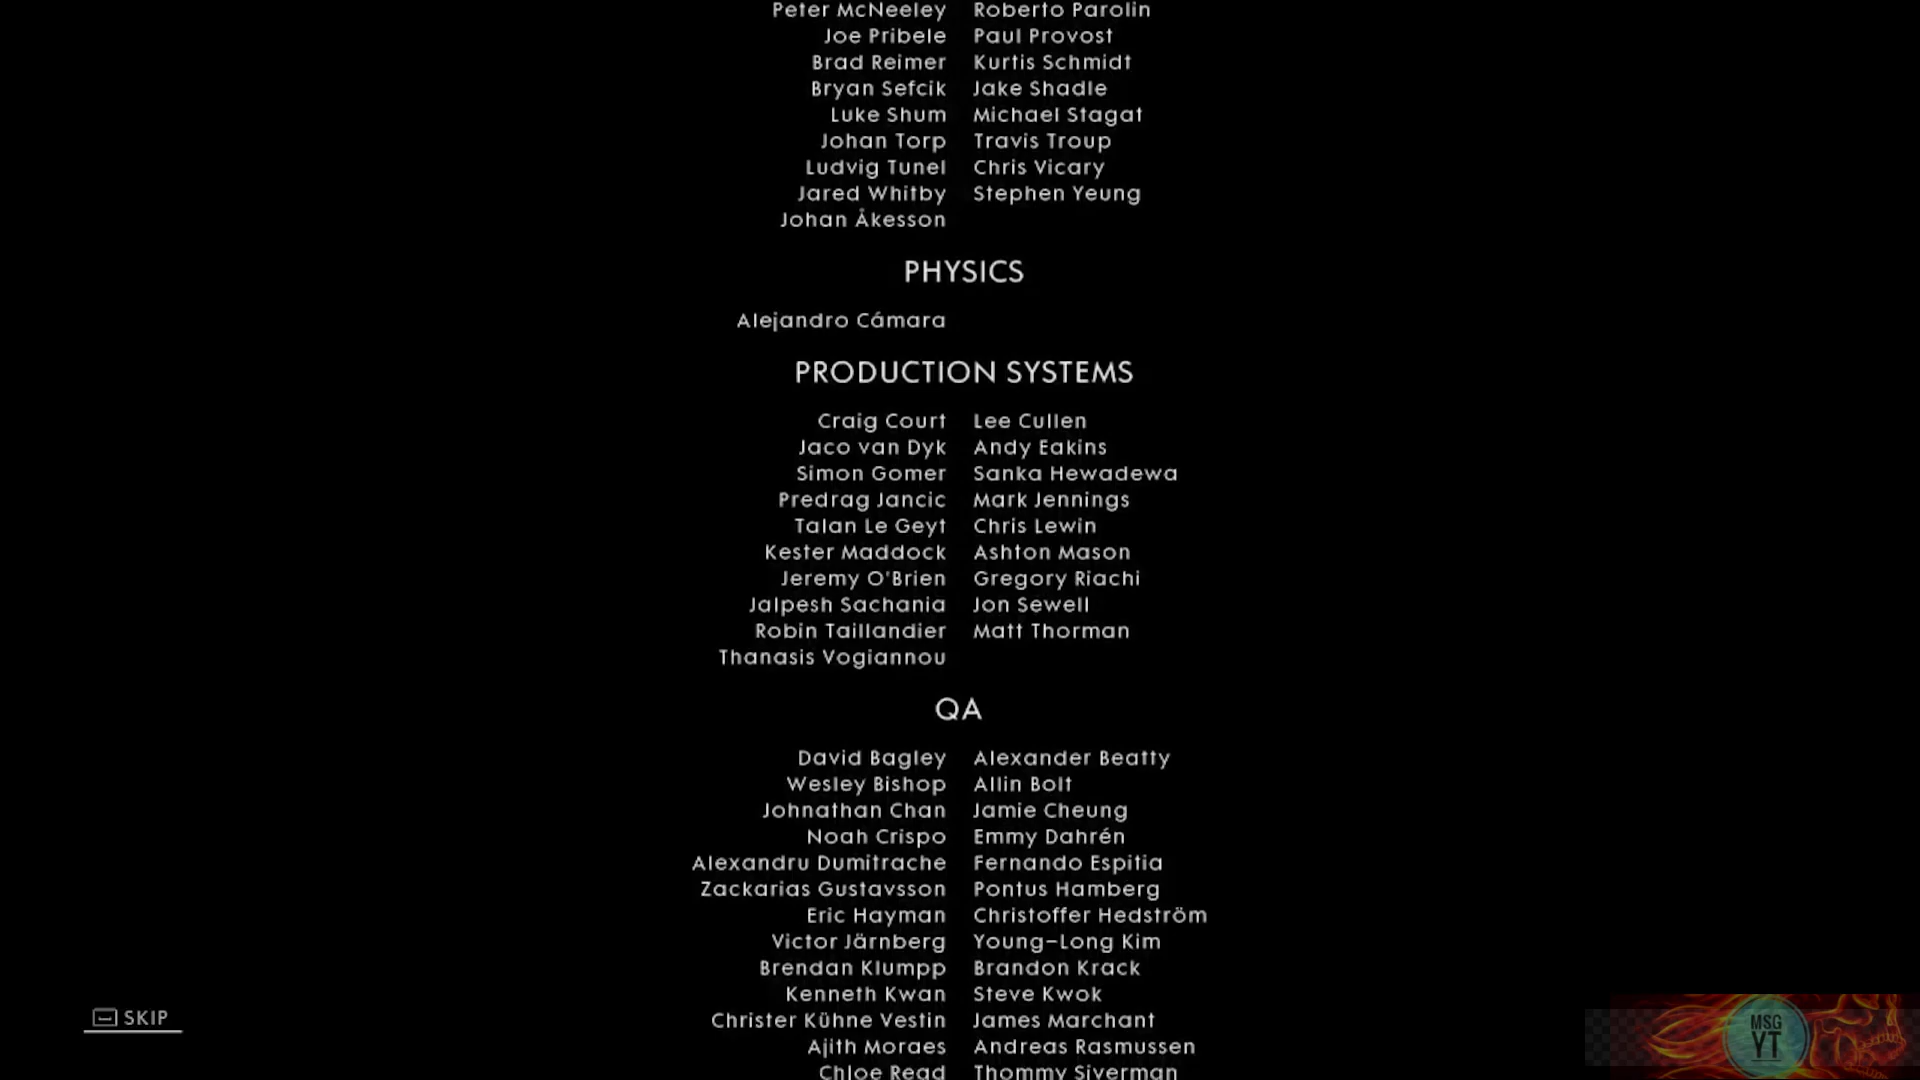 Peter McNeeley Roberto Parolin
Joe Pribele Paul Provost
Brad Reimer Kurtis Schmidt
Bryan Sefcik Jake Shadle
Luke Shum Michael Stagat
Johan Torp Travis Troup
Ludvig Tunel Chris Vicary
Jared Whitby Stephen Yeung
Johan Åkesson
PHYSICS
Alejandro Cámara
PRODUCTION SYSTEMS
Craig Court Lee Cullen
Jaco van Dyk Andy Eakins
Simon Gomer Sanka Hewadewa
Predrag Jancic Mark Jennings
Talan Le Geyt Chris Lewin
Kester Maddock Ashton Mason
Jeremy O'Brien Gregory Riachi
Jalpesh Sachania Jon Sewell
Robin Taillandier Matt Thorman
Thanasis Vogiannou
QA
David Bagley Alexander Beatty
Wesley Bishop Allin Bolt
Johnathan Chan Jamie Cheung
Noah Crispo Emmy Dahrén
Alexandru Dumitrache Fernando Espitia
Zackarias Gustavsson Pontus Hamberg
Eric Hayman Christoffer Hedström
Victor Järnberg Young-Long Kim
Brendan Klumpp Brandon Krack
Kenneth Kwan Steve Kwok
Christer Kühne Vestin James Marchant
Ajith Moraes Andreas Rasmussen
Chloe Read Thommy Siverman
SKIP
MSG
YT